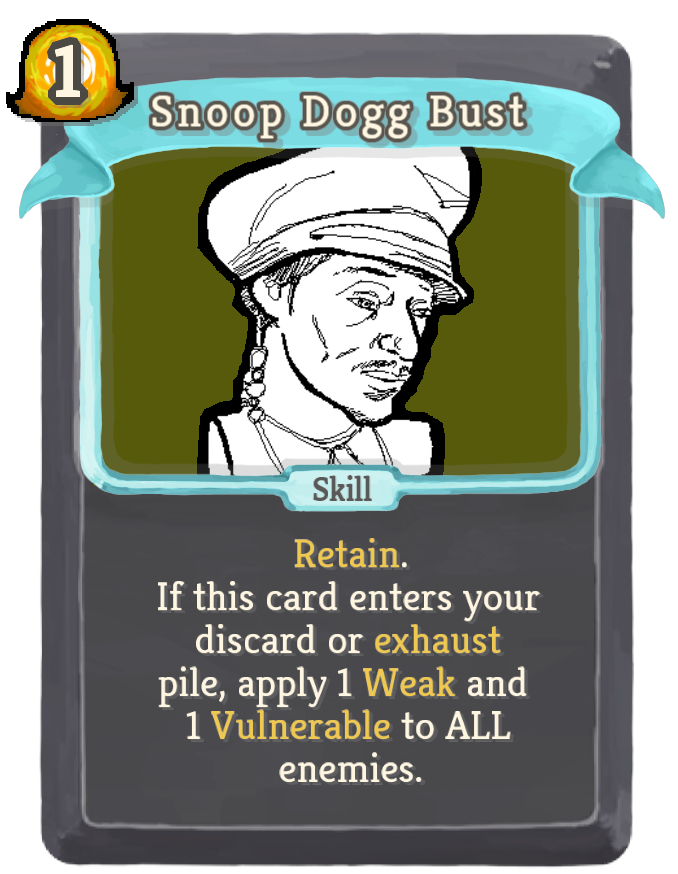 1
Snoop Dogg Bust
Skill
Retain.
If this card enters your
discard or exhaust
pile, apply 1 Weak and
1 Vulnerable to ALL
enemies.